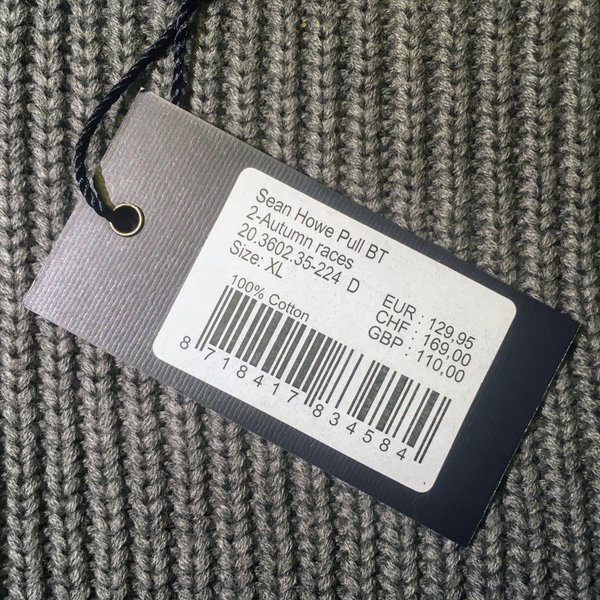 Sean Howe Pull BT
2-Autumn races
20.3602.35-224 D
Size: XL
EUR : 129,95
CHF : 169,00
GBP : 110.00
100% Cotton
8 718417 834584